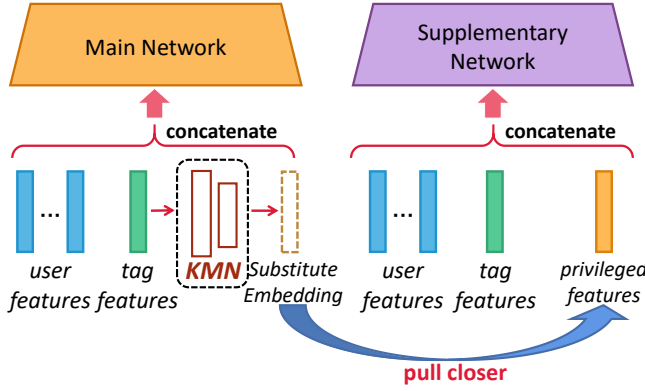 Main Network
Supplementary
Network
concatenate
concatenate
...
...
KMN
user
features
tag
features
Substitute
Embedding
user
features
tag
features
privileged
features
pull closer